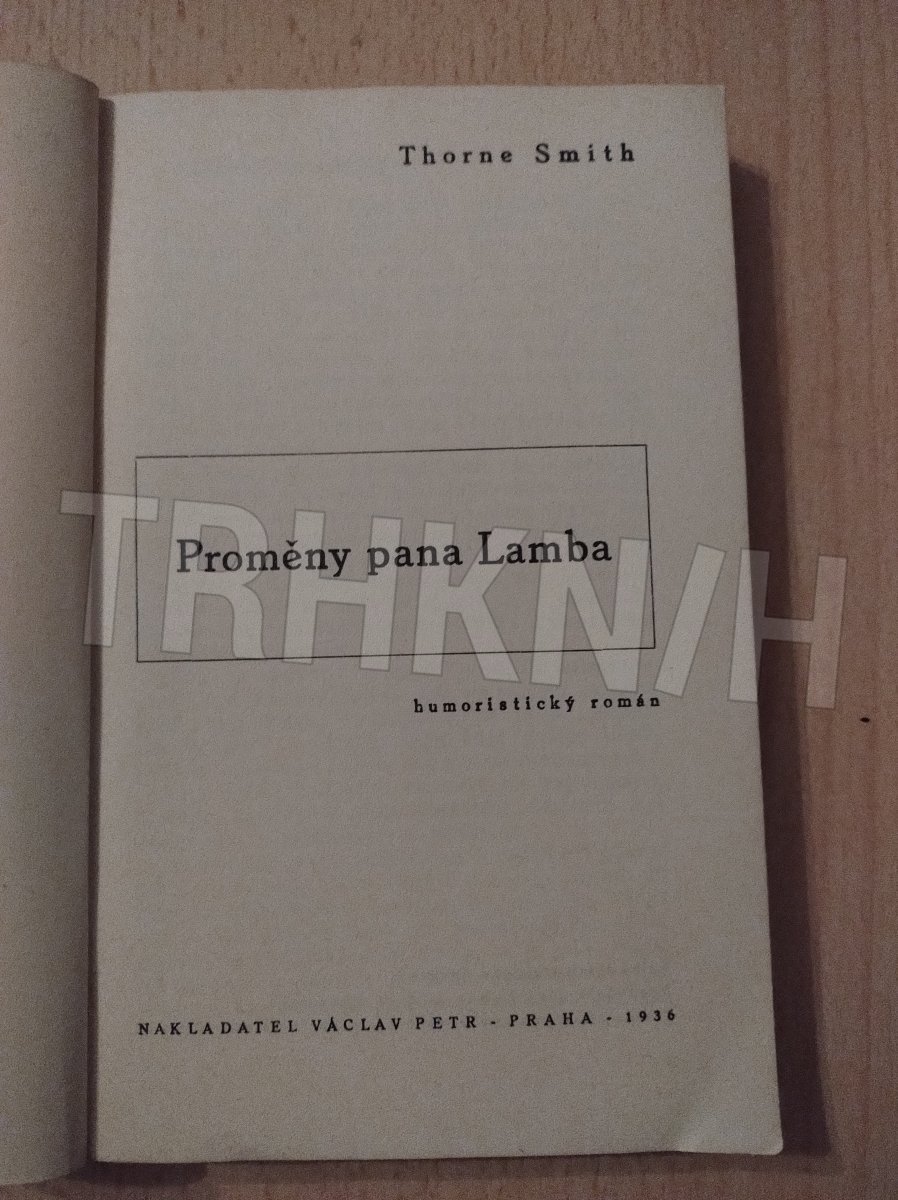 Thorne Smith
Proměny pana Lamba
TRHKNIH
humoristický román
NAKLADATEL VÁCLAV PETR - PRAHA - 1936